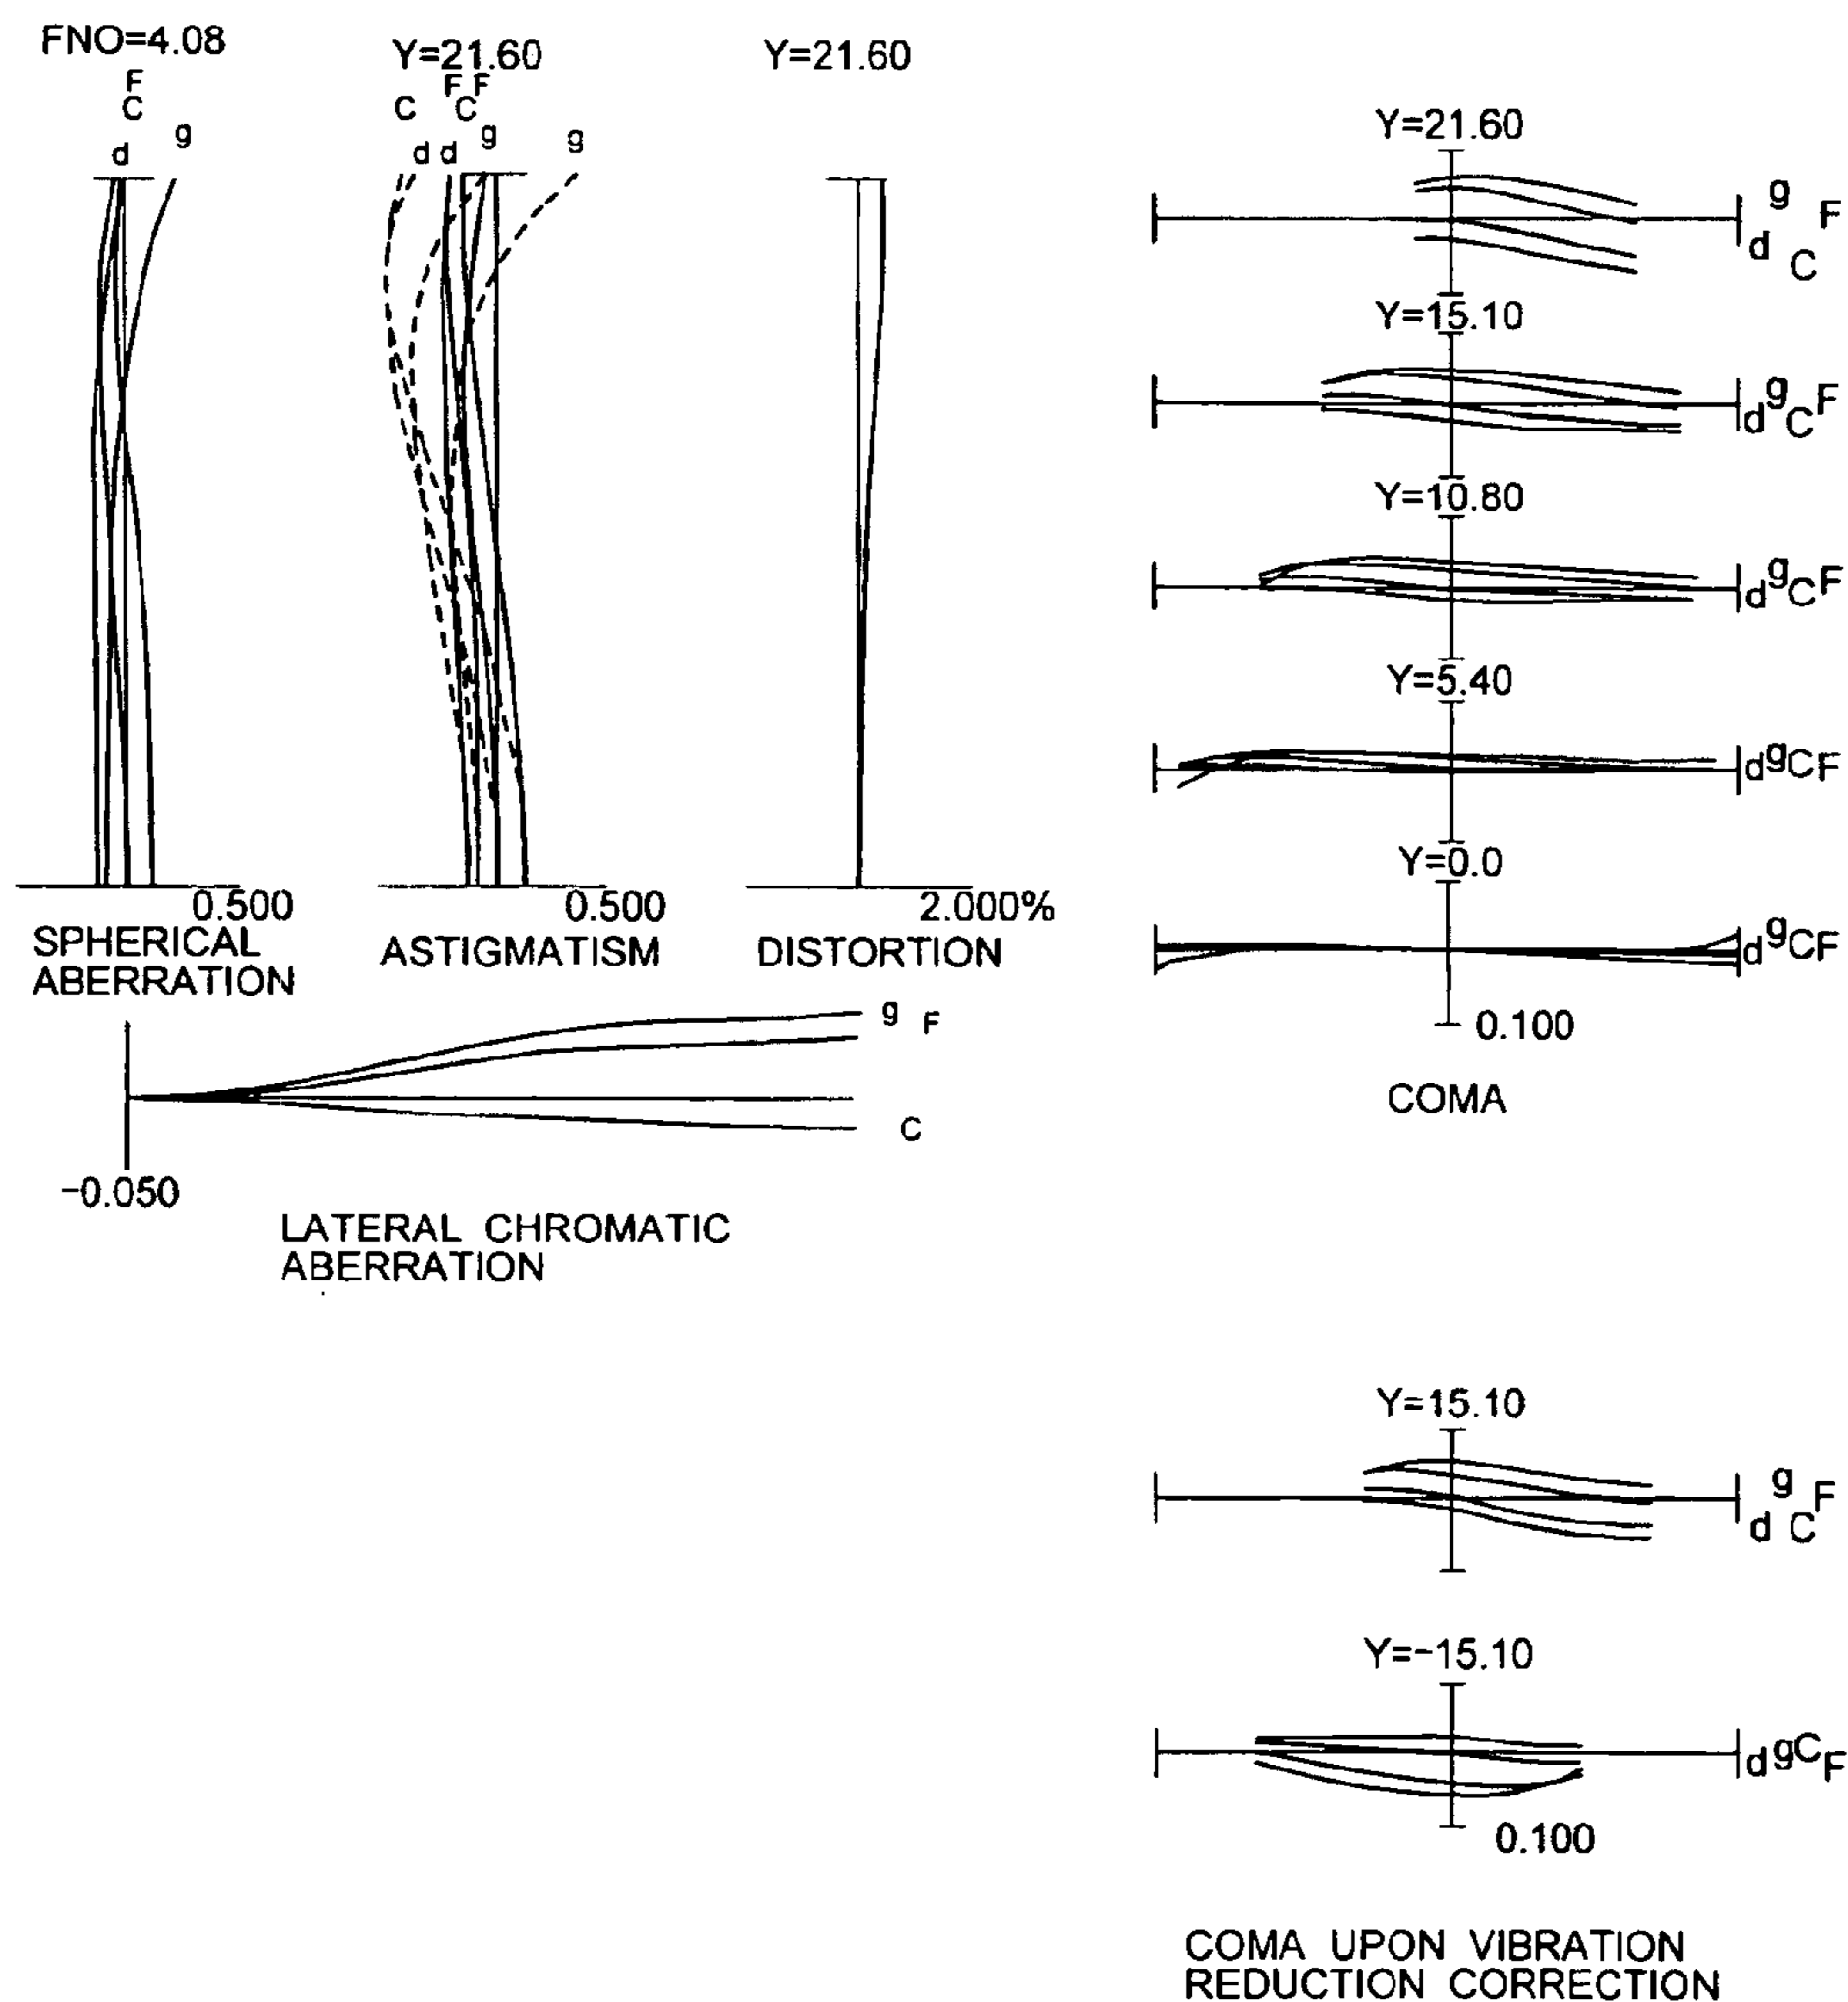 FNO=4.08
F
C
d
g
0.500
SPHERICAL
ABERRATION
Y=21.60
F F
C C
g g
d d
0.500
ASTIGMATISM
Y=21.60
2.000%
DISTORTION
g
F
C
-0.050
LATERAL CHROMATIC
ABERRATION
Y=21.60
g F
d C
Y=15.10
d g C F
Y=10.80
d g C F
Y=5.40
d g C F
Y=0.0
d g C F
0.100
COMA
Y=15.10
g F
d C
Y=-15.10
d g C F
0.100
COMA UPON VIBRATION
REDUCTION CORRECTION